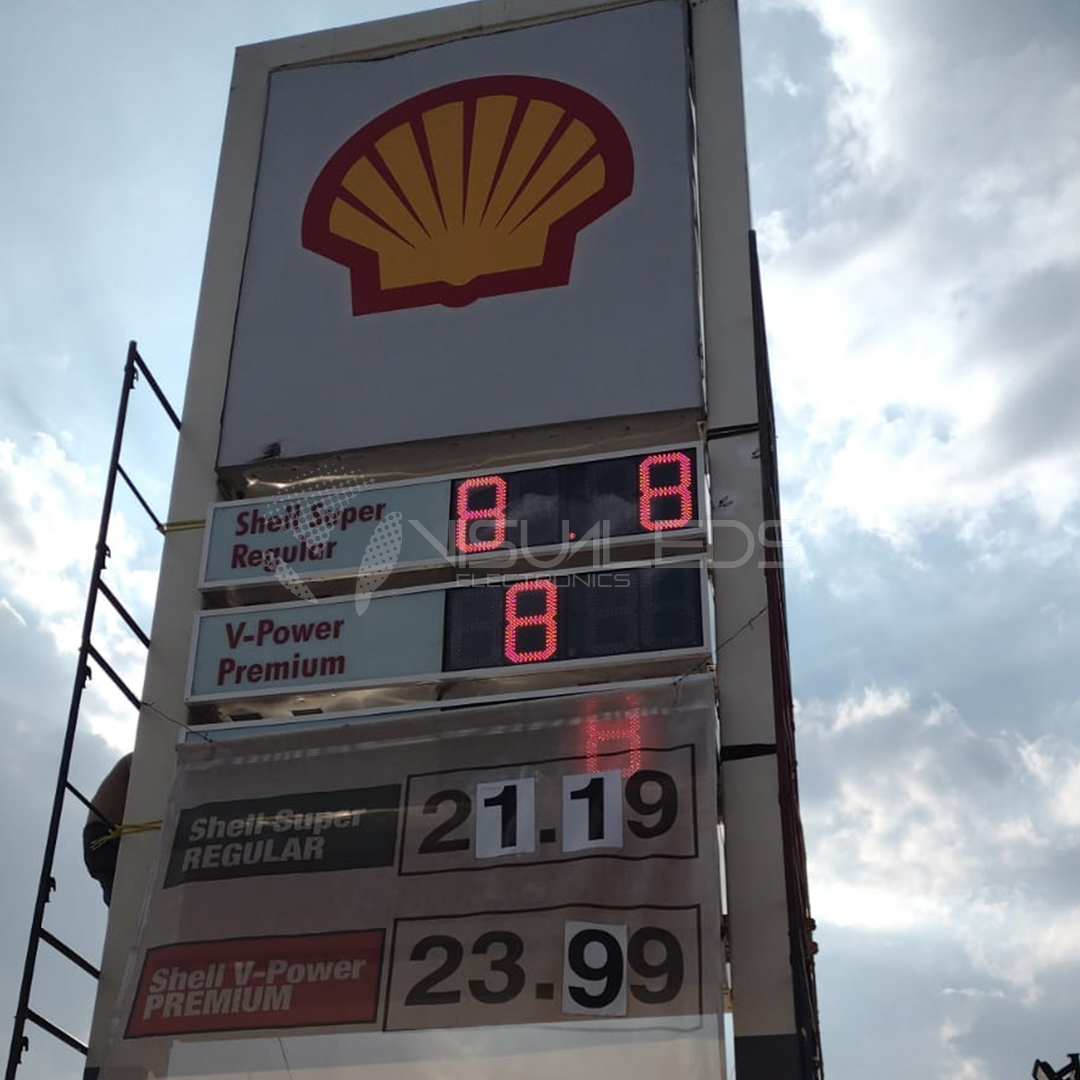 Shell Super
Regular
8 . 8
VISUALEDS
ELECTRONICS
V-Power
Premium
8
8
Shell Super
REGULAR
21.19
Shell V-Power
PREMIUM
23.99